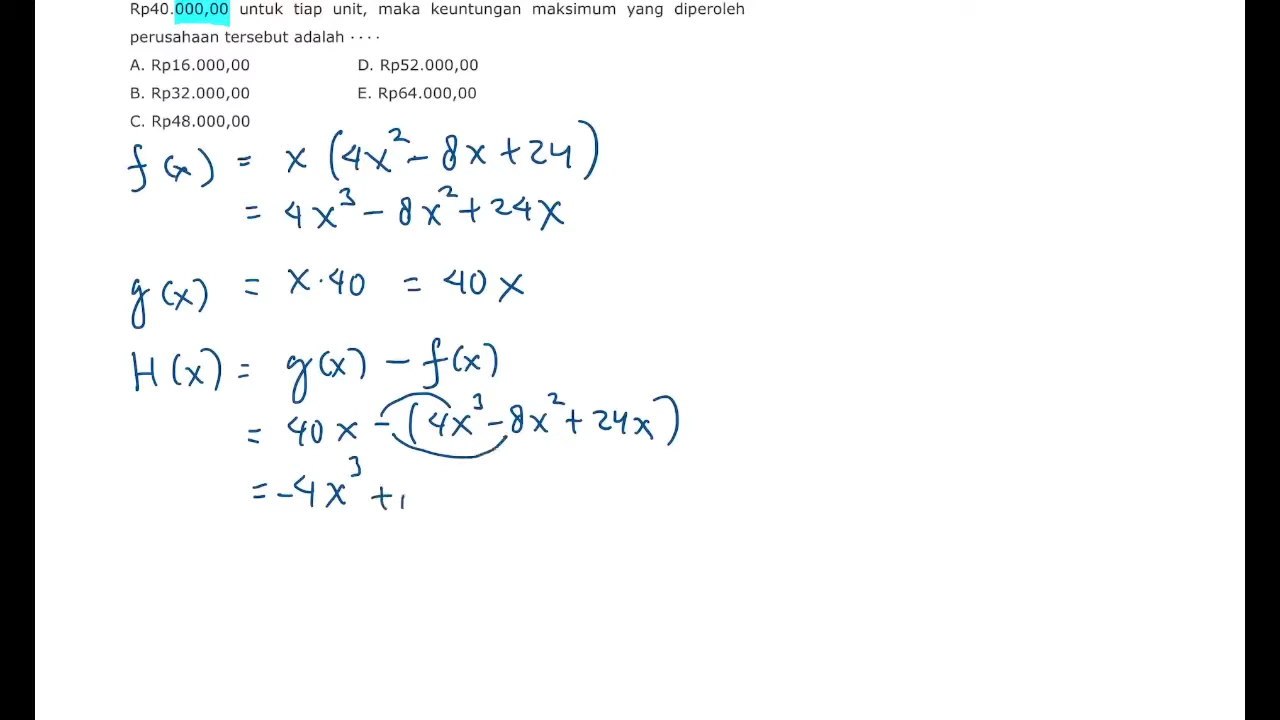 Rp40.000,00 untuk tiap unit, maka keuntungan maksimum yang diperoleh
perusahaan tersebut adalah ····
A. Rp16.000,00 D. Rp52.000,00
B. Rp32.000,00 E. Rp64.000,00
C. Rp48.000,00
f(x) = x (4x² - 8x + 24)
= 4x³ - 8x² + 24x
g(x) = x · 40 = 40 x
H(x) = g(x) - f(x)
= 40x - (4x³ - 8x² + 24x)
= -4x³ +